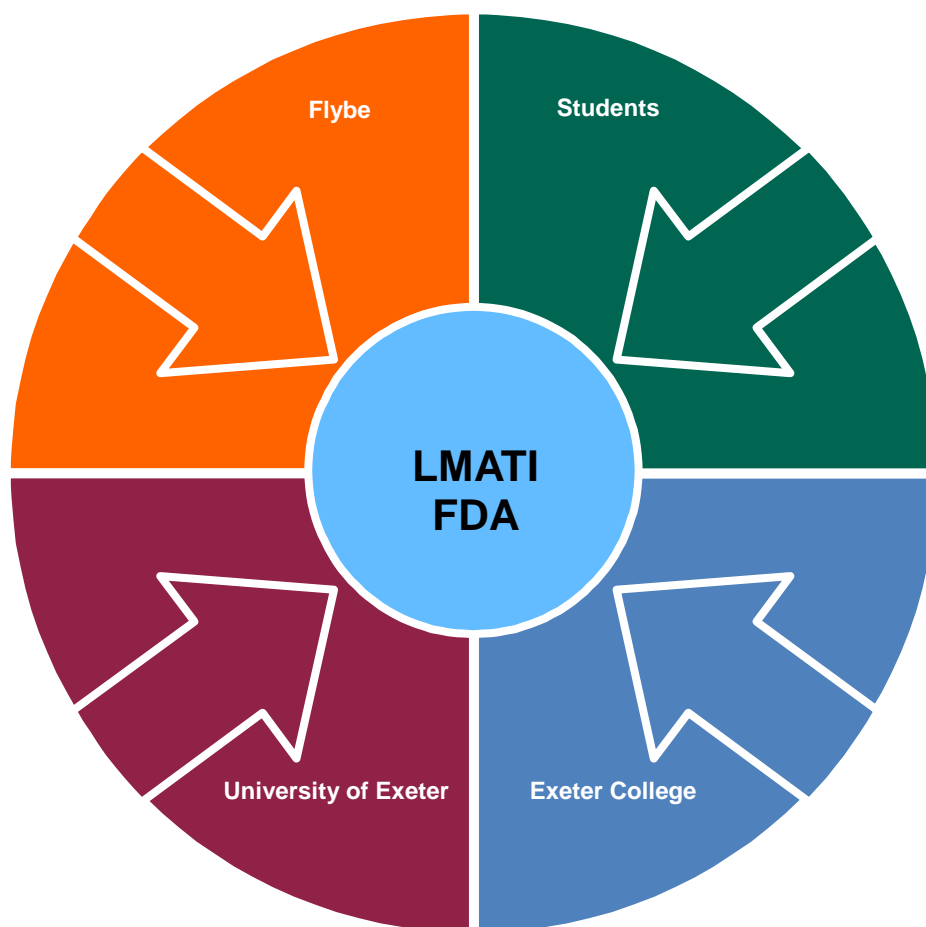 Flybe
Students
LMATI
FDA
University of Exeter
Exeter College